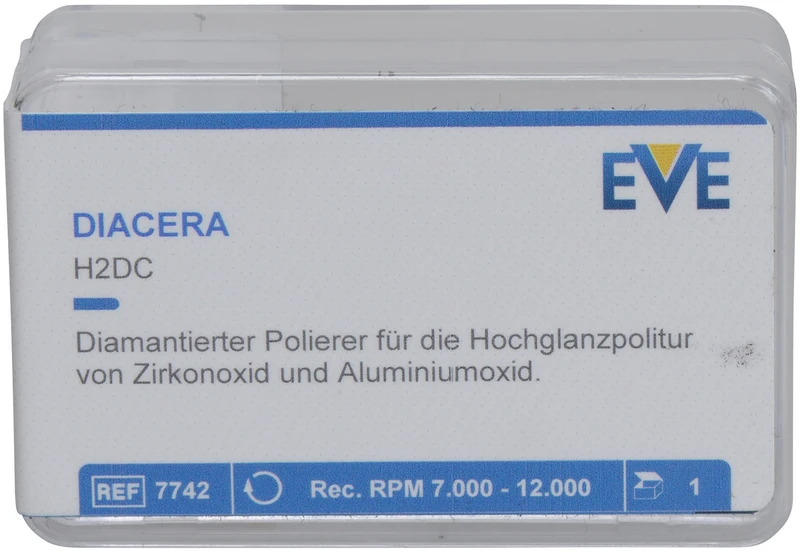 EVE
DIACERA
H2DC
Diamantierter Polierer für die Hochglanzpolitur
von Zirkonoxid und Aluminiumoxid.
REF 7742 Rec. RPM 7.000 - 12.000 1